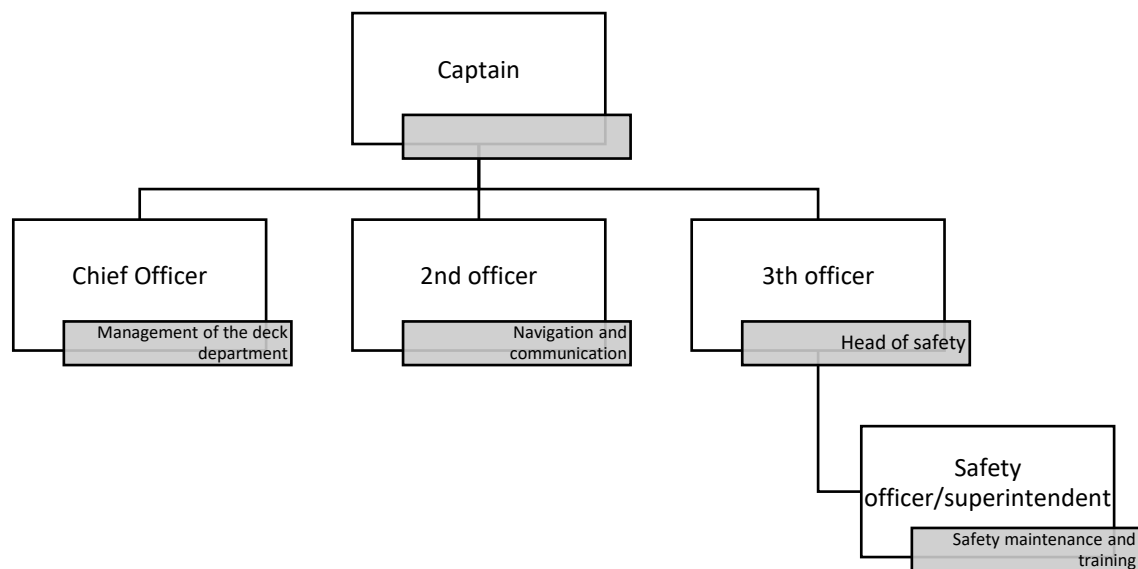 Captain
Chief Officer
Management of the deck
department
2nd officer
Navigation and
communication
3th officer
Head of safety
Safety
officer/superintendent
Safety maintenance and
training